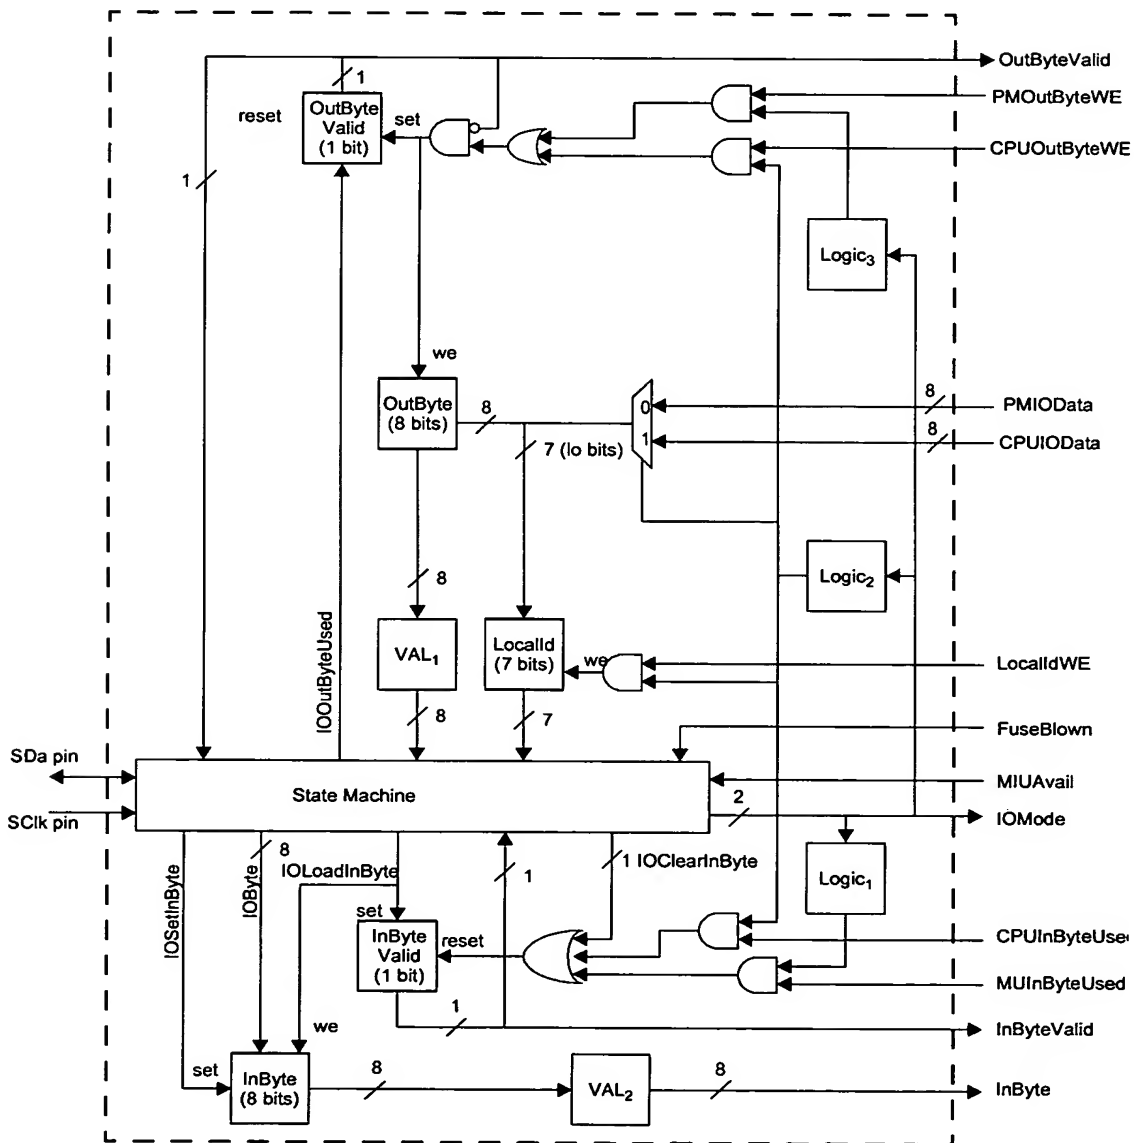 OutByteValid
1
PMOutByteWE
reset
OutByte
Valid
(1 bit)
set
CPUOutByteWE
1
Logic3
we
OutByte
(8 bits)
8
0
8
PMIOData
1
8
CPUIOData
7 (lo bits)
Logic2
8
IOOutByteUsed
VAL1
LocalId
(7 bits)
we
LocalIdWE
8
7
FuseBlown
SDa pin
MIUAvail
State Machine
2
IOMode
SClk pin
8
IOLoadInByte
1
1 IOClearInByte
Logic1
IOSetInByte
IOByte
set
InByte
Valid
(1 bit)
reset
CPUInByteUse
MUInByteUsed
1
InByteValid
we
set
InByte
(8 bits)
8
VAL2
8
InByte